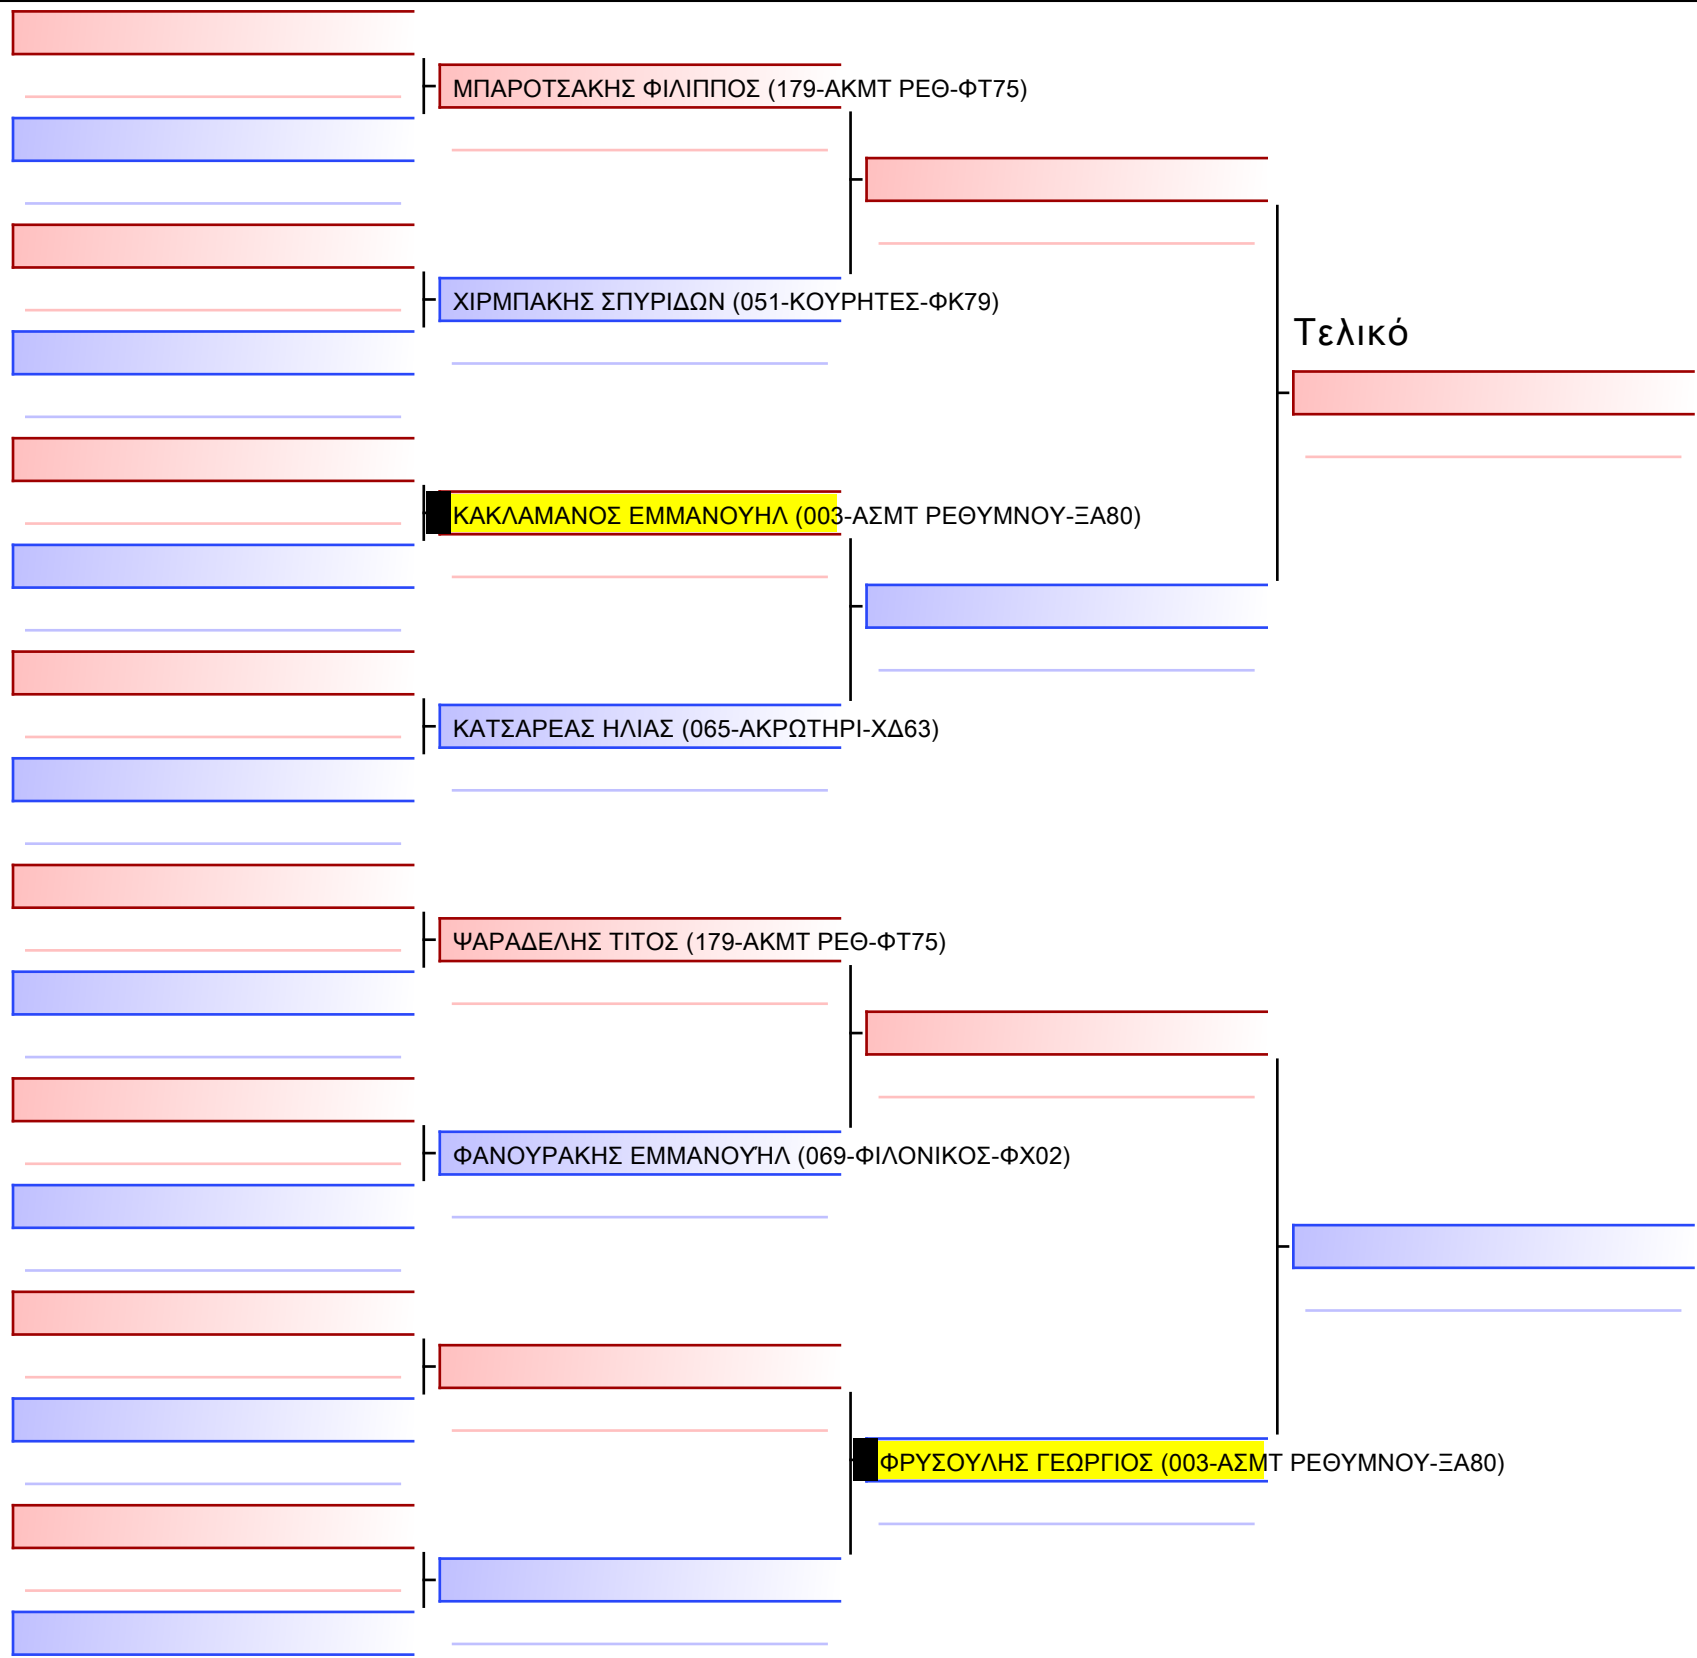 ΜΠΑΡΟΤΣΑΚΗΣ ΦΙΛΙΠΠΟΣ (179-ΑΚΜΤ ΡΕΘ-ΦΤ75)
ΧΙΡΜΠΑΚΗΣ ΣΠΥΡΙΔΩΝ (051-ΚΟΥΡΗΤΕΣ-ΦΚ79)
Τελικό
ΚΑΚΛΑΜΑΝΟΣ ΕΜΜΑΝΟΥΗΛ (003-ΑΣΜΤ ΡΕΘΥΜΝΟΥ-ΞΑ80)
ΚΑΤΣΑΡΕΑΣ ΗΛΙΑΣ (065-ΑΚΡΩΤΗΡΙ-ΧΔ63)
ΨΑΡΑΔΕΛΗΣ ΤΙΤΟΣ (179-ΑΚΜΤ ΡΕΘ-ΦΤ75)
ΦΑΝΟΥΡΑΚΗΣ ΕΜΜΑΝΟΥΉΛ (069-ΦΙΛΟΝΙΚΟΣ-ΦΧ02)
ΦΡΥΣΟΥΛΗΣ ΓΕΩΡΓΙΟΣ (003-ΑΣΜΤ ΡΕΘΥΜΝΟΥ-ΞΑ80)